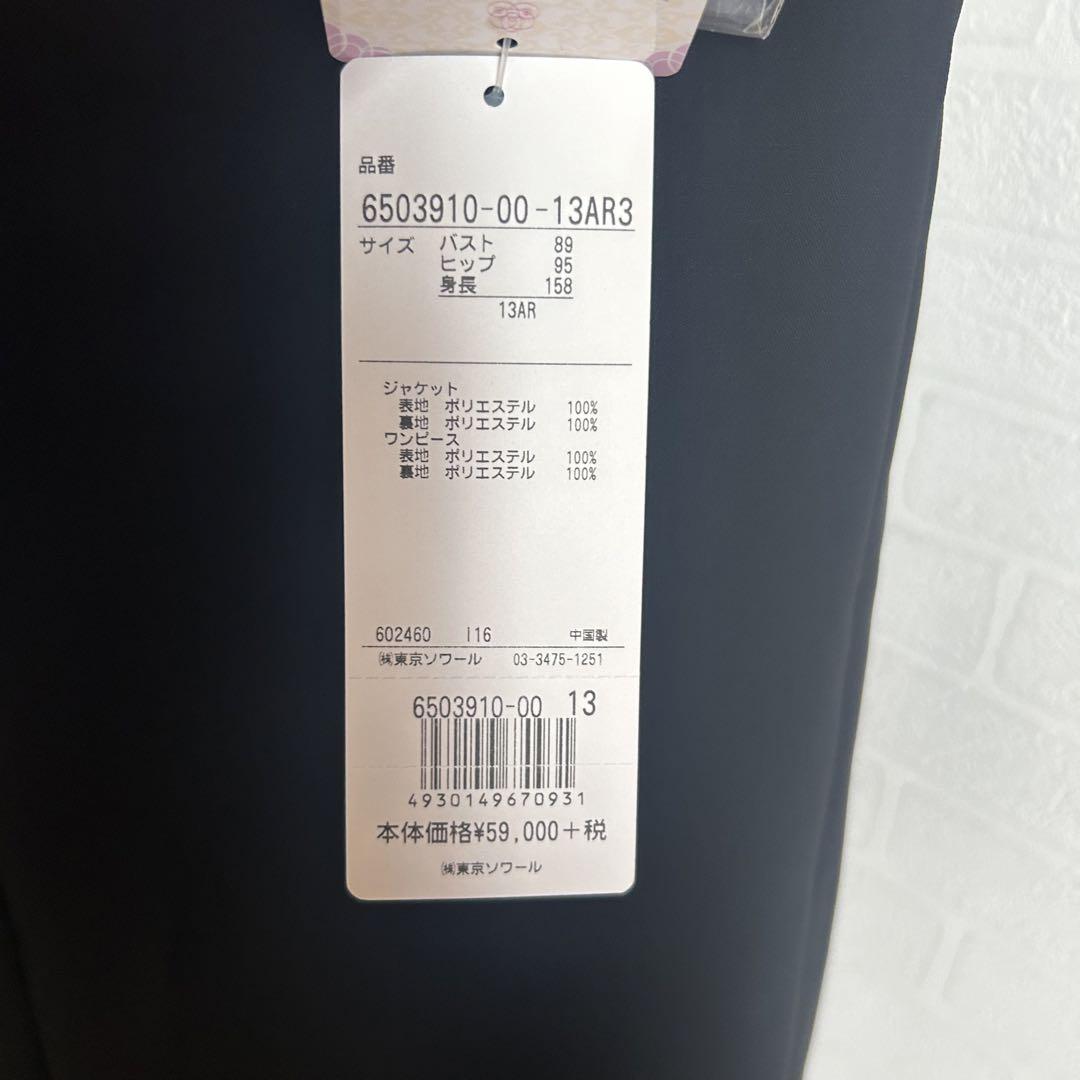 品番
6503910-00-13AR3
サイズ バスト 89
ヒップ 95
身長 158
13AR
ジャケット
表地 ポリエステル 100%
裏地 ポリエステル 100%
ワンピース
表地 ポリエステル 100%
裏地 ポリエステル 100%
602460 I16 中国製
㈱東京ソワール 03-3475-1251
6503910-00 13
4930149670931
本体価格¥59,000+税
㈱東京ソワール